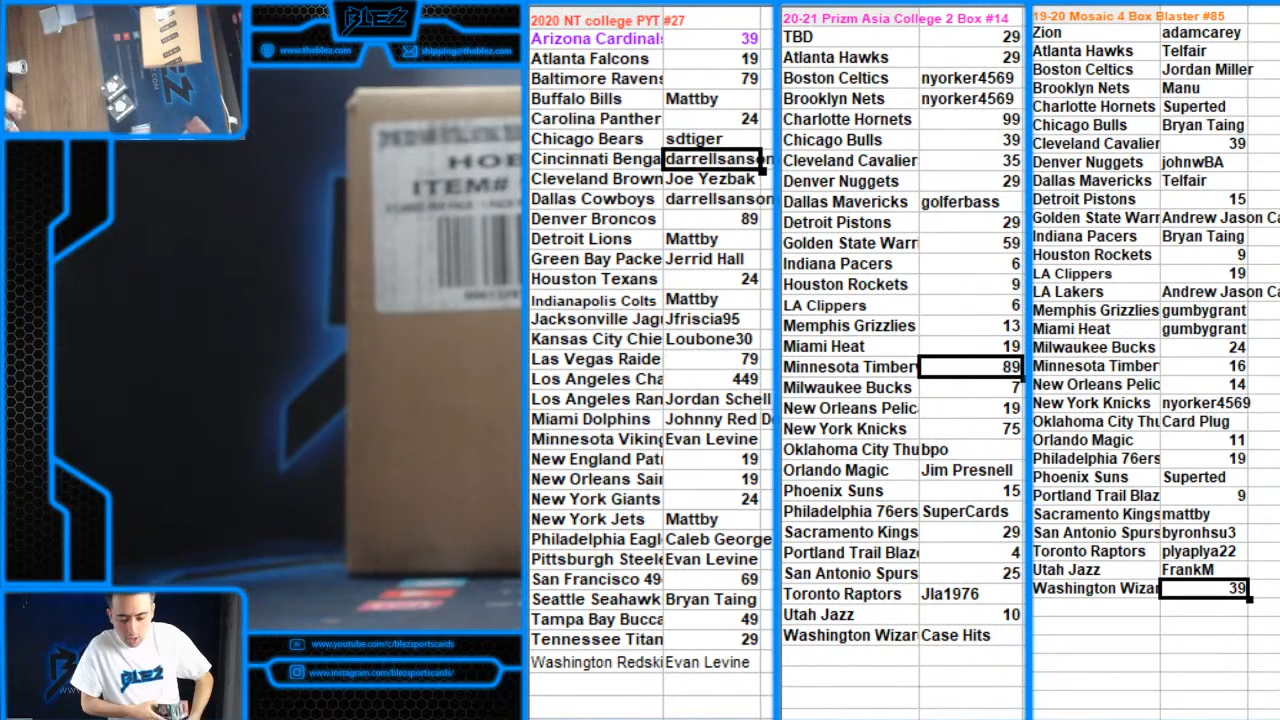 BLEZ
www.theblez.com
shipping@theblez.com
HOB
ITEM#
BLEZ
www.youtube.com/c/blezsportscards
www.instagram.com/blezsportscards/
2020 NT college PYT #27
Arizona Cardinals 39
Atlanta Falcons 19
Baltimore Ravens 79
Buffalo Bills Mattby
Carolina Panther 24
Chicago Bears sdtiger
Cincinnati Benga darrellsanson
Cleveland Brown Joe Yezbak
Dallas Cowboys darrellsanson
Denver Broncos 89
Detroit Lions Mattby
Green Bay Packe Jerrid Hall
Houston Texans 24
Indianapolis Colts Mattby
Jacksonville Jagu Jfriscia95
Kansas City Chie Loubone30
Las Vegas Raide 79
Los Angeles Cha 449
Los Angeles Ran Jordan Schell
Miami Dolphins Johnny Red D
Minnesota Viking Evan Levine
New England Patr 19
New Orleans Sai 19
New York Giants 24
New York Jets Mattby
Philadelphia Eagl Caleb George
Pittsburgh Steele Evan Levine
San Francisco 49 69
Seattle Seahawk Bryan Taing
Tampa Bay Bucca 49
Tennessee Titan 29
Washington Redski Evan Levine
20-21 Prizm Asia College 2 Box #14
TBD 29
Atlanta Hawks 29
Boston Celtics nyorker4569
Brooklyn Nets nyorker4569
Charlotte Hornets 99
Chicago Bulls 39
Cleveland Cavalier 35
Denver Nuggets 29
Dallas Mavericks golferbass
Detroit Pistons 29
Golden State Warri 59
Indiana Pacers 6
Houston Rockets 9
LA Clippers 6
Memphis Grizzlies 13
Miami Heat 19
Minnesota Timberv 89
Milwaukee Bucks 7
New Orleans Pelic 19
New York Knicks 75
Oklahoma City Thu bpo
Orlando Magic Jim Presnell
Phoenix Suns 15
Philadelphia 76ers SuperCards
Sacramento Kings 29
Portland Trail Blaze 4
San Antonio Spurs 25
Toronto Raptors Jla1976
Utah Jazz 10
Washington Wizar Case Hits
19-20 Mosaic 4 Box Blaster #85
Zion adamcarey
Atlanta Hawks Telfair
Boston Celtics Jordan Miller
Brooklyn Nets Manu
Charlotte Hornets Superted
Chicago Bulls Bryan Taing
Cleveland Cavalier 39
Denver Nuggets johnwBA
Dallas Mavericks Telfair
Detroit Pistons 15
Golden State Warr Andrew Jason Ca
Indiana Pacers Bryan Taing
Houston Rockets 9
LA Clippers 19
LA Lakers Andrew Jason Ca
Memphis Grizzlies gumbygrant
Miami Heat gumbygrant
Milwaukee Bucks 24
Minnesota Timber 16
New Orleans Pelic 14
New York Knicks nyorker4569
Oklahoma City Thu Card Plug
Orlando Magic 11
Philadelphia 76ers 19
Phoenix Suns Superted
Portland Trail Blaz 9
Sacramento Kings mattby
San Antonio Spurs byronhsu3
Toronto Raptors plyaplya22
Utah Jazz FrankM
Washington Wizar 39